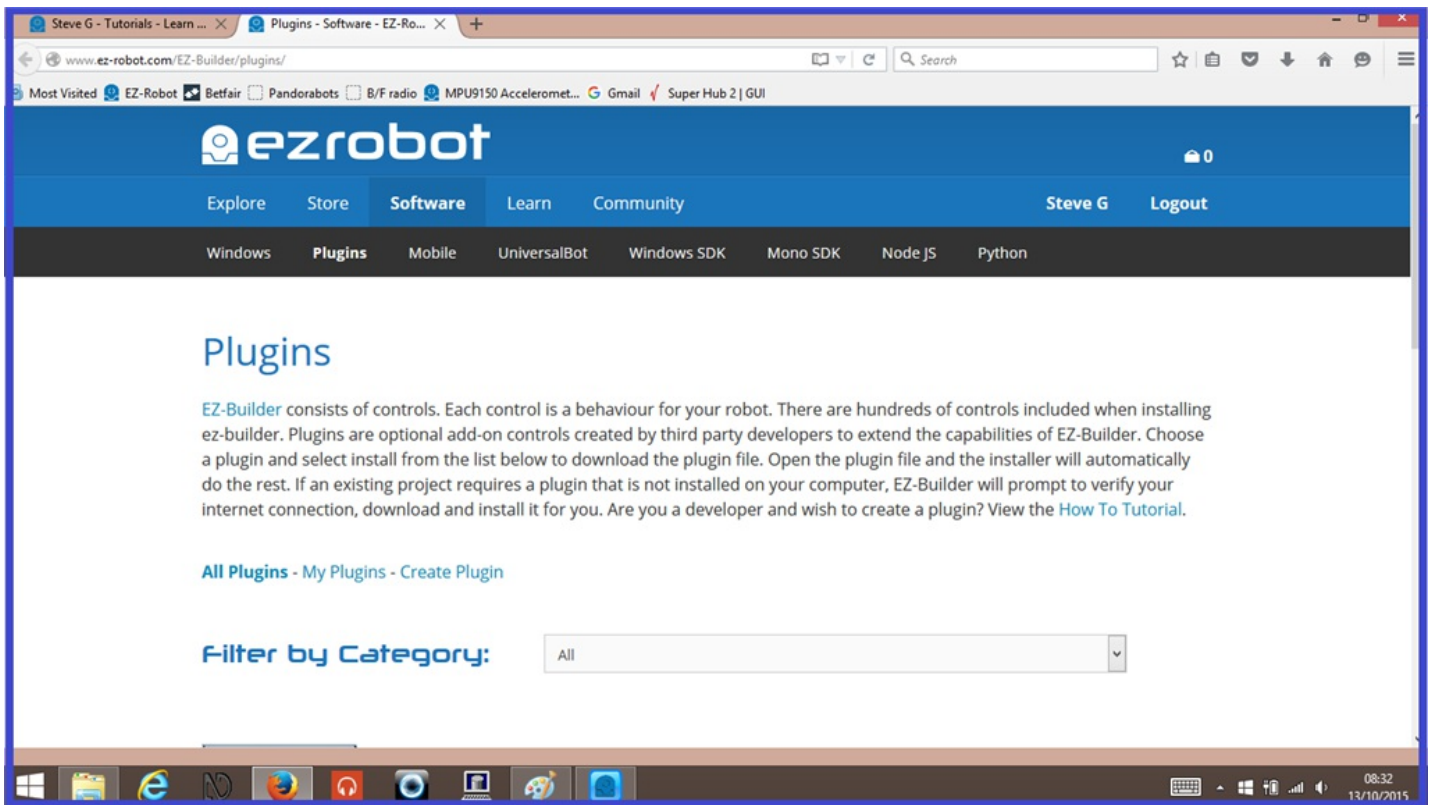 Steve G - Tutorials - Learn ...
Plugins - Software - EZ-Ro...
www.ez-robot.com/EZ-Builder/plugins/
Search
Most Visited EZ-Robot Betfair Pandorabots B/F radio MPU9150 Acceleromet... Gmail Super Hub 2 | GUI
ezrobot
0
Explore Store Software Learn Community Steve G Logout
Windows Plugins Mobile UniversalBot Windows SDK Mono SDK Node JS Python
Plugins
EZ-Builder consists of controls. Each control is a behaviour for your robot. There are hundreds of controls included when installing
ez-builder. Plugins are optional add-on controls created by third party developers to extend the capabilities of EZ-Builder. Choose
a plugin and select install from the list below to download the plugin file. Open the plugin file and the installer will automatically
do the rest. If an existing project requires a plugin that is not installed on your computer, EZ-Builder will prompt to verify your
internet connection, download and install it for you. Are you a developer and wish to create a plugin? View the How To Tutorial.
All Plugins - My Plugins - Create Plugin
Filter by Category:
All
08:32
13/10/2015